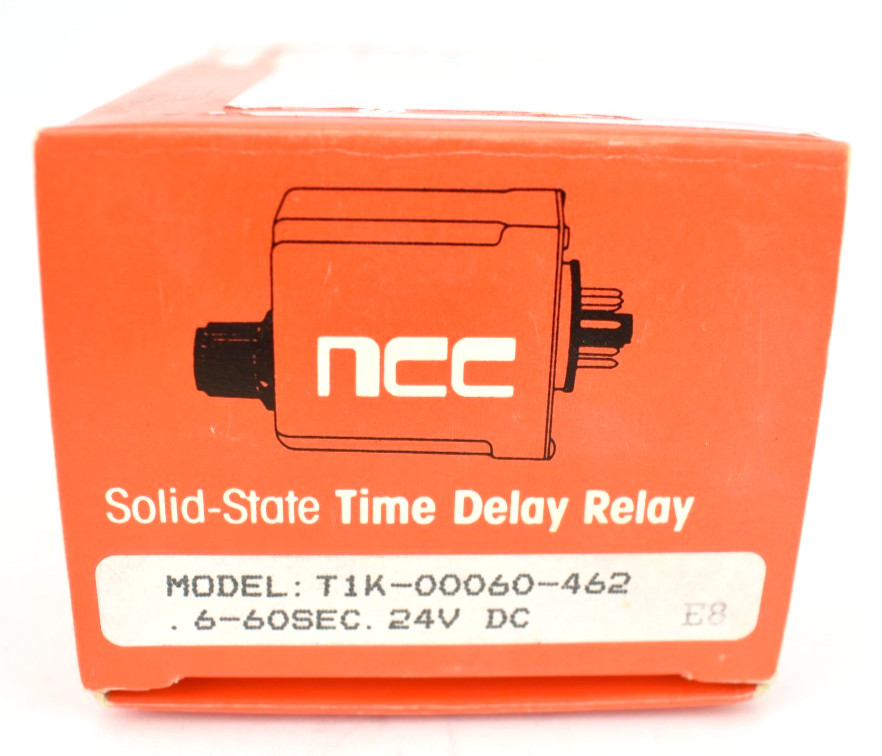 ncc
Solid-State Time Delay Relay
MODEL: T1K-00060-462
.6-60SEC. 24V DC E8